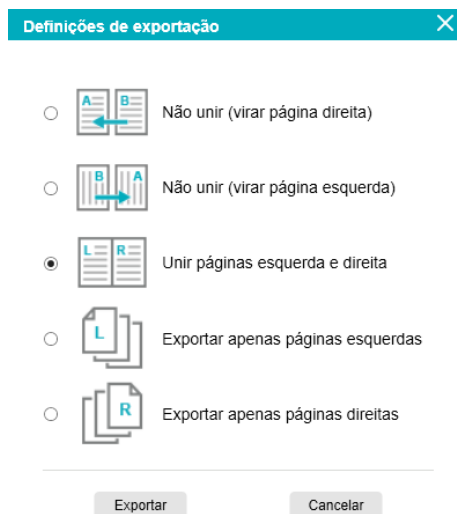 Definições de exportação
A B
Não unir (virar página direita)
B A
Não unir (virar página esquerda)
L R
Unir páginas esquerda e direita
L
Exportar apenas páginas esquerdas
R
Exportar apenas páginas direitas
Exportar Cancelar